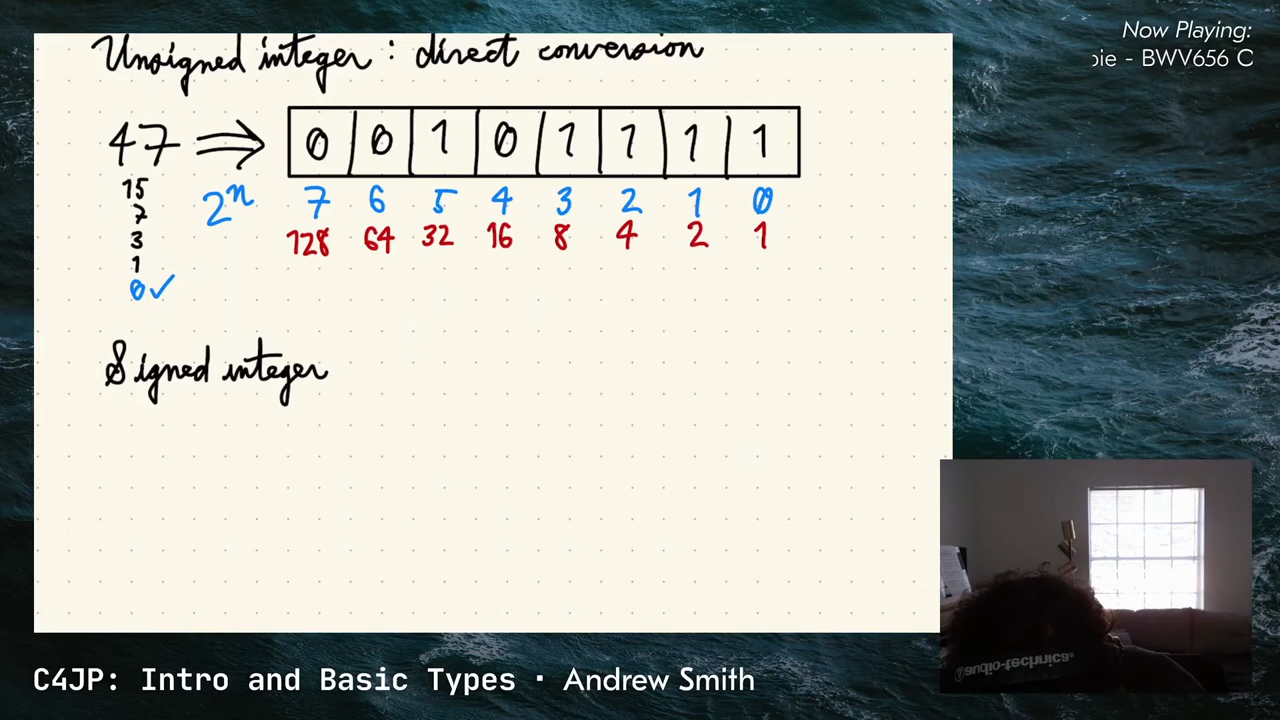 Now Playing:
oie - BWV656 C
Unsigned integer : direct conversion
47 ⇒ 0 0 1 0 1 1 1 1
2ⁿ 7 6 5 4 3 2 1 0
128 64 32 16 8 4 2 1
15
7
3
1
0✓
Signed integer
audio-technica
C4JP: Intro and Basic Types · Andrew Smith